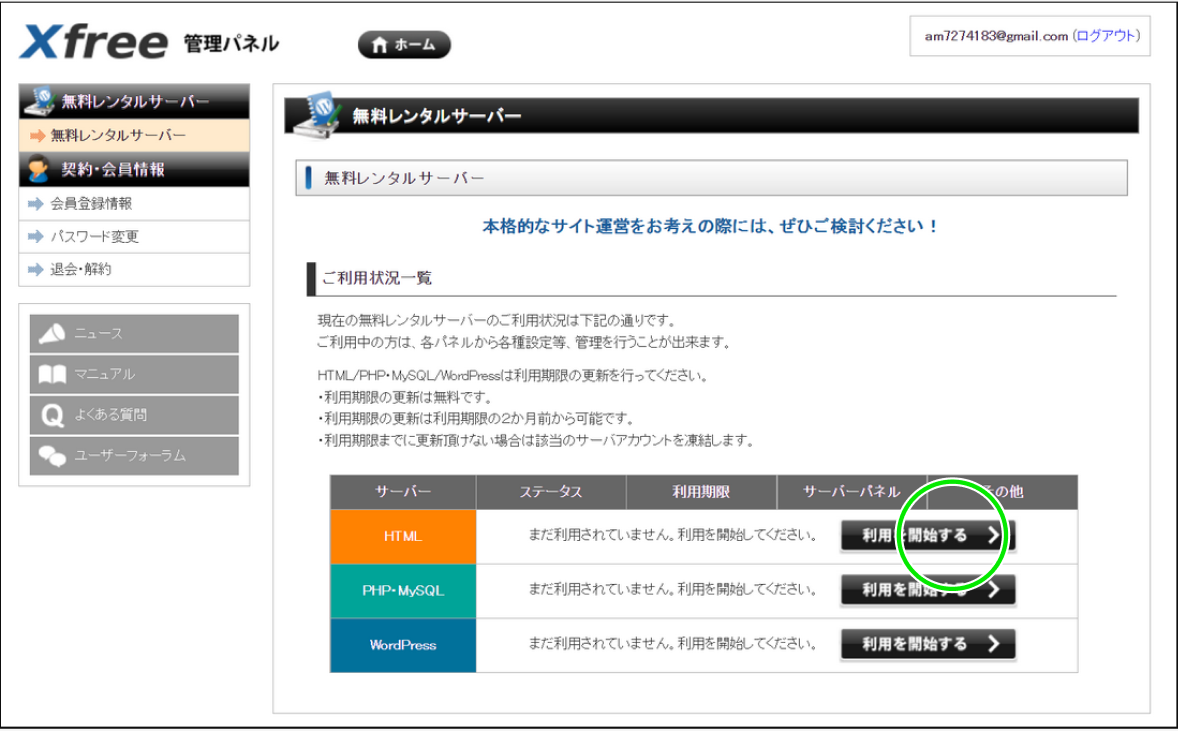 Xfree 管理パネル
ホーム
am7274183@gmail.com (ログアウト)
無料レンタルサーバー
無料レンタルサーバー
契約・会員情報
会員登録情報
パスワード変更
退会・解約
ニュース
マニュアル
よくある質問
ユーザーフォーラム
無料レンタルサーバー
無料レンタルサーバー
本格的なサイト運営をお考えの際には、ぜひご検討ください！
ご利用状況一覧
現在の無料レンタルサーバーのご利用状況は下記の通りです。
ご利用中の方は、各パネルから各種設定等、管理を行うことが出来ます。
HTML/PHP・MySQL/WordPressは利用期限の更新を行ってください。
・利用期限の更新は無料です。
・利用期限の更新は利用期限の2か月前から可能です。
・利用期限までに更新頂けない場合は該当のサーバアカウントを凍結します。
サーバー ステータス 利用期限 サーバーパネル その他
HTML まだ利用されていません。利用を開始してください。 利用を開始する
PHP・MySQL まだ利用されていません。利用を開始してください。 利用を開始する
WordPress まだ利用されていません。利用を開始してください。 利用を開始する